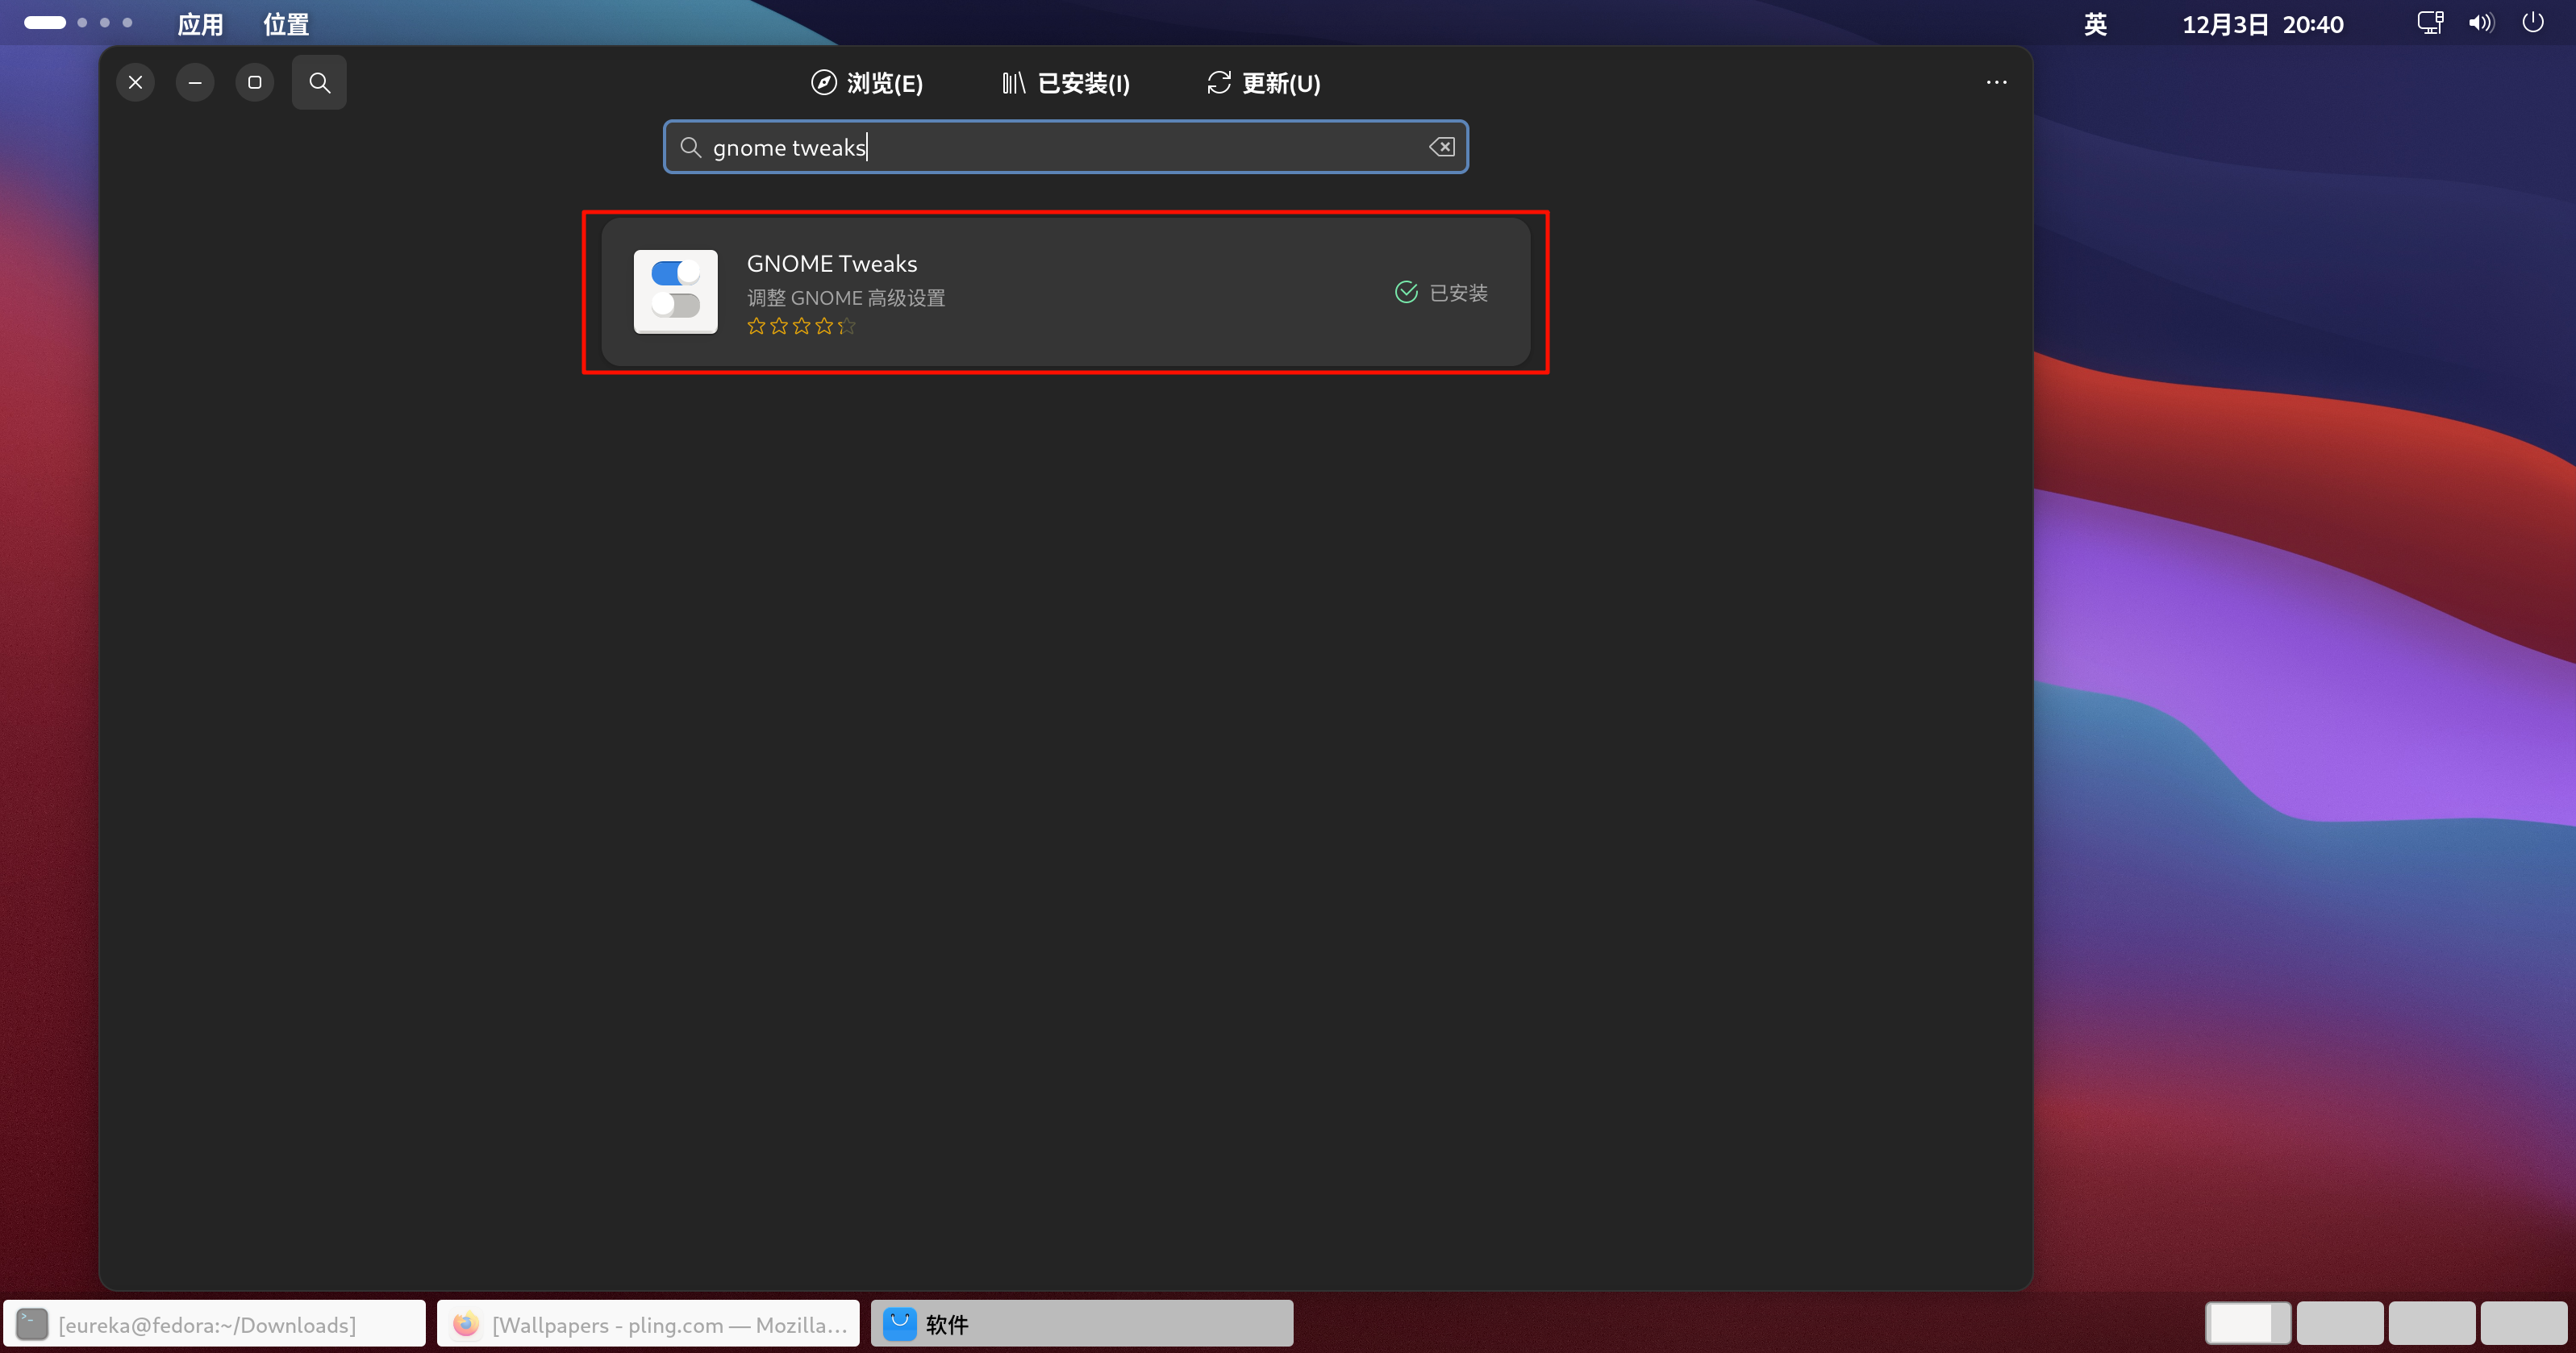 应用
位置
英
12月3日 20:40
浏览(E)
已安装(I)
更新(U)
gnome tweaks
GNOME Tweaks
调整 GNOME 高级设置
已安装
[eureka@fedora:~/Downloads]
[Wallpapers - pling.com — Mozilla...
软件